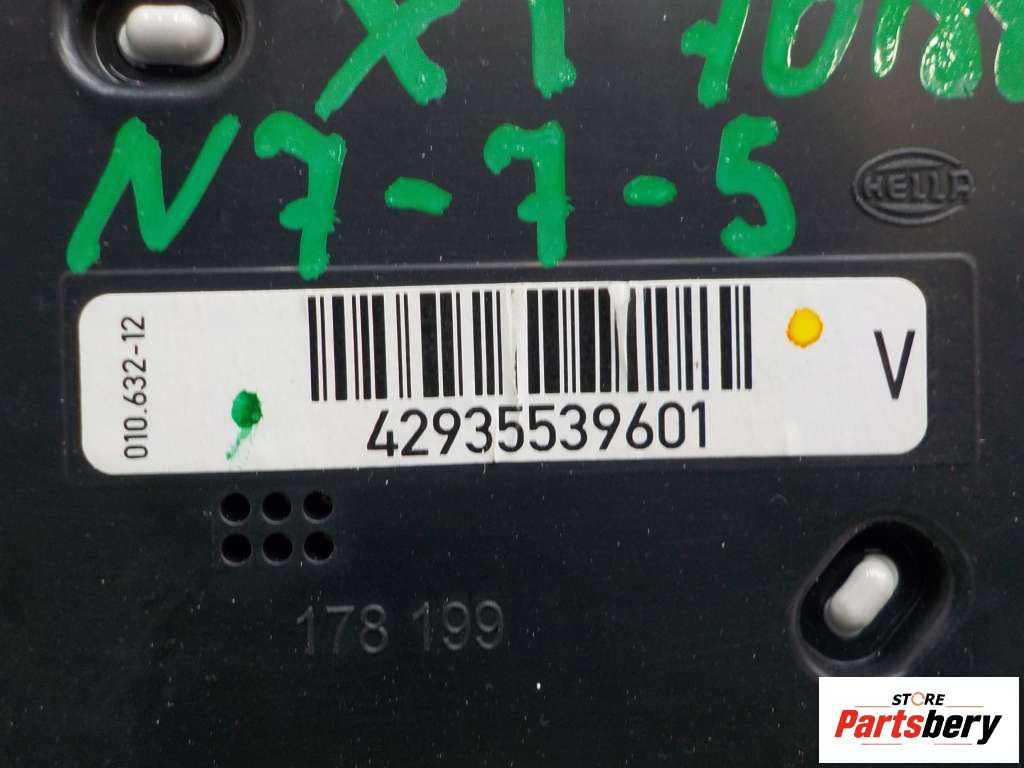 X1
N7-7-5
HELLA
010.632-12
V
42935539601
178 199
STORE
Partsbery